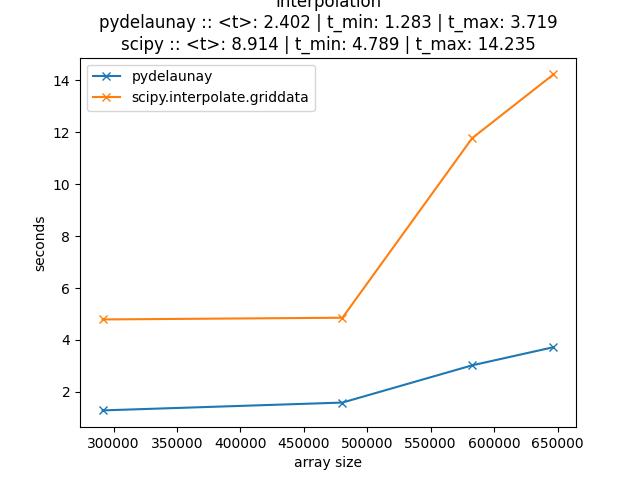 interpolation
pydelaunay :: <t>: 2.402 | t_min: 1.283 | t_max: 3.719
scipy :: <t>: 8.914 | t_min: 4.789 | t_max: 14.235
pydelaunay
scipy.interpolate.griddata
14
12
10
8
6
4
2
seconds
300000 350000 400000 450000 500000 550000 600000 650000
array size